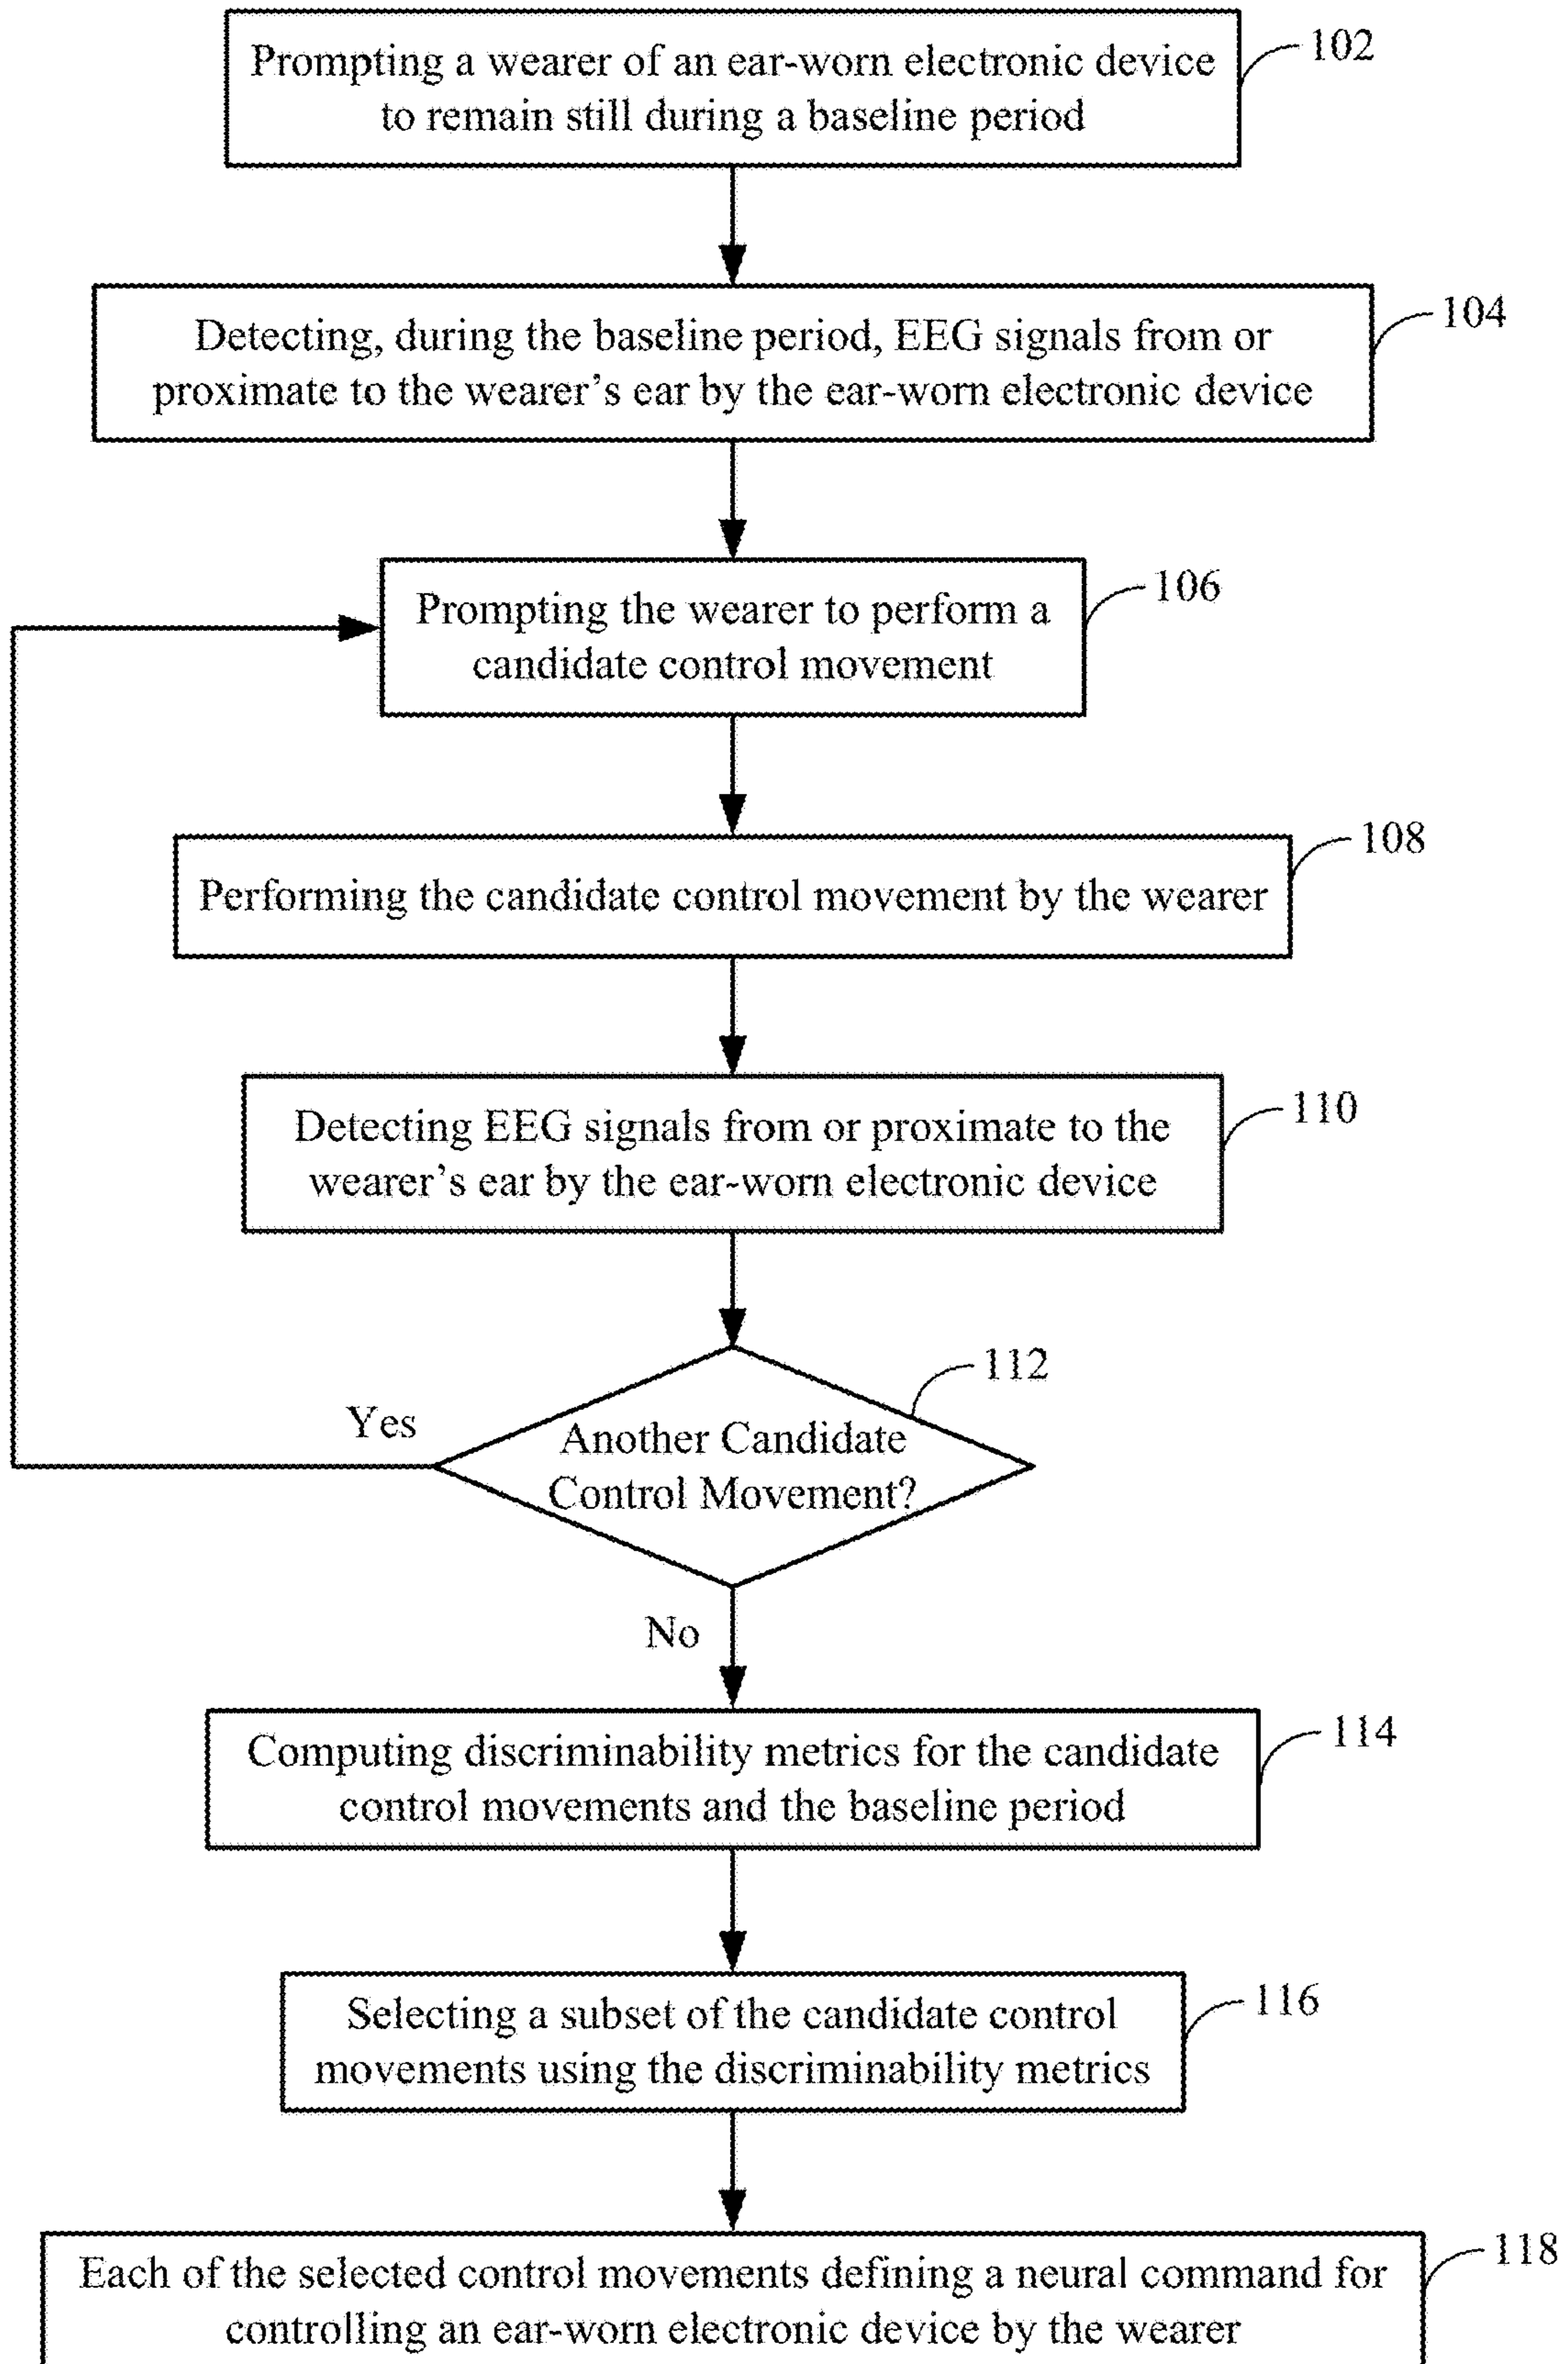 Prompting a wearer of an ear-worn electronic device
to remain still during a baseline period
102
Detecting, during the baseline period, EEG signals from or
proximate to the wearer's ear by the ear-worn electronic device
104
Prompting the wearer to perform a
candidate control movement
106
Performing the candidate control movement by the wearer
108
Detecting EEG signals from or proximate to the
wearer's ear by the ear-worn electronic device
110
Another Candidate
Control Movement?
112
Yes
No
Computing discriminability metrics for the candidate
control movements and the baseline period
114
Selecting a subset of the candidate control
movements using the discriminability metrics
116
Each of the selected control movements defining a neural command for
controlling an ear-worn electronic device by the wearer
118